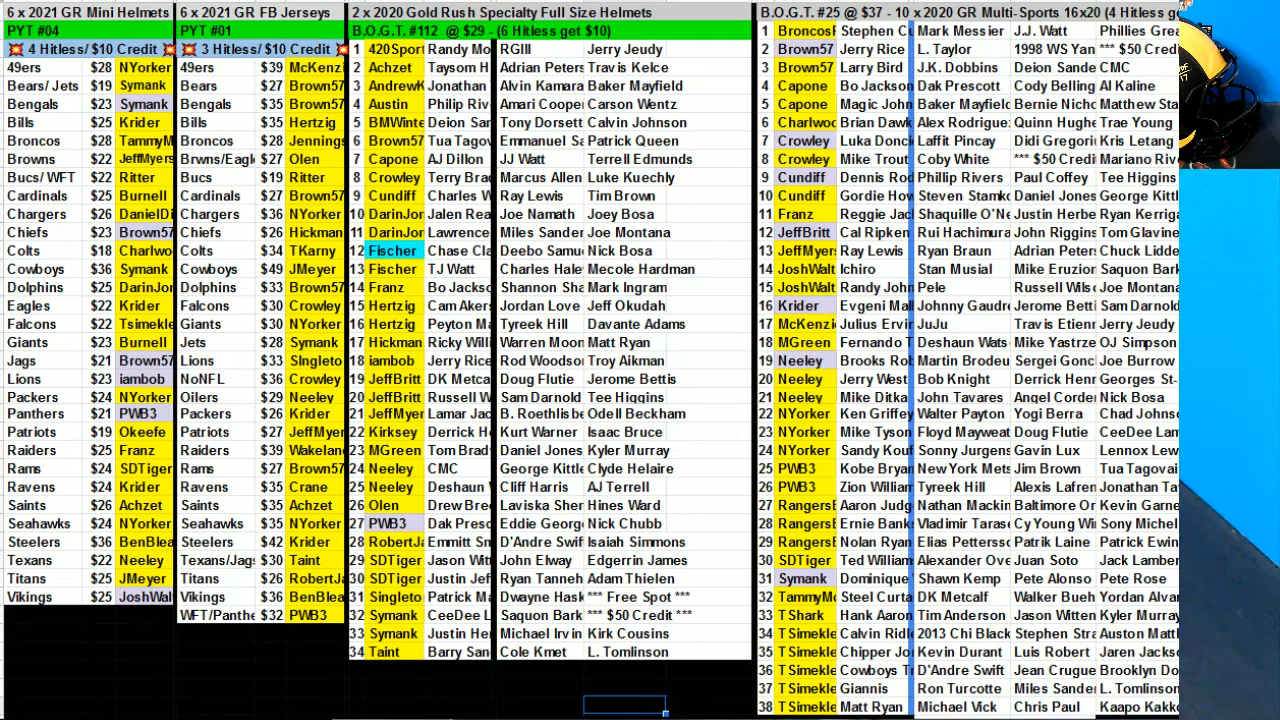 6 x 2021 GR Mini Helmets
PYT #04
4 Hitless/ $10 Credit
49ers $28 NYorker
Bears/ Jets $19 Symank
Bengals $23 Symank
Bills $25 Krider
Broncos $28 TammyM
Browns $22 JeffMyers
Bucs/ WFT $22 Ritter
Cardinals $25 Burnell
Chargers $26 DanielDi
Chiefs $23 Brown57
Colts $18 Charlwo
Cowboys $36 Symank
Dolphins $25 DarinJor
Eagles $22 Krider
Falcons $22 Tsimekle
Giants $23 Burnell
Jags $21 Brown57
Lions $23 iambob
Packers $24 NYorker
Panthers $21 PWB3
Patriots $19 Okeefe
Raiders $25 Franz
Rams $24 SDTiger
Ravens $24 Krider
Saints $26 Achzet
Seahawks $24 NYorker
Steelers $36 BenBlea
Texans $22 Neeley
Titans $25 JMeyer
Vikings $25 JoshWal
6 x 2021 GR FB Jerseys
PYT #01
3 Hitless/ $10 Credit
49ers $39 McKenzi
Bears $27 Brown57
Bengals $35 Brown57
Bills $35 Hertzig
Broncos $28 Jennings
Brwns/Eagl $27 Olen
Bucs $19 Ritter
Cardinals $27 Brown57
Chargers $36 NYorker
Chiefs $26 Hickman
Colts $34 TKarny
Cowboys $49 JMeyer
Dolphins $33 Brown57
Falcons $30 Crowley
Giants $30 NYorker
Jets $28 Symank
Lions $33 SIngleto
NoNFL $36 Crowley
Oilers $29 Neeley
Packers $26 Krider
Patriots $27 JeffMyer
Raiders $39 Wakelan
Rams $27 Brown57
Ravens $35 Crane
Saints $35 Achzet
Seahawks $35 NYorker
Steelers $42 Krider
Texans/Jags $30 Taint
Titans $26 RobertJa
Vikings $36 BenBlea
WFT/Panthe $32 PWB3
2 x 2020 Gold Rush Specialty Full Size Helmets
B.O.G.T. #112 @ $29 - (6 Hitless get $10)
1 420Sport Randy Mo RGIII Jerry Jeudy
2 Achzet Taysom H Adrian Peters Travis Kelce
3 AndrewK Jonathan Alvin Kamara Baker Mayfield
4 Austin Philip Riv Amari Cooper Carson Wentz
5 BMWinte Deion San Tony Dorsett Calvin Johnson
6 Brown57 Tua Tagov Emmanuel S Patrick Queen
7 Capone AJ Dillon JJ Watt Terrell Edmunds
8 Crowley Terry Brad Marcus Allen Luke Kuechly
9 Cundiff Charles W Ray Lewis Tim Brown
10 DarinJor Jalen Rea Joe Namath Joey Bosa
11 DarinJor Lawrence Miles Sander Joe Montana
12 Fischer Chase Cla Deebo Samu Nick Bosa
13 Fischer TJ Watt Charles Hale Mecole Hardman
14 Franz Bo Jackso Shannon Sha Mark Ingram
15 Hertzig Cam Akers Jordan Love Jeff Okudah
16 Hertzig Peyton Ma Tyreek Hill Davante Adams
17 Hickman Ricky Willi Warren Moon Matt Ryan
18 iambob Jerry Rice Rod Woodso Troy Aikman
19 JeffBritt DK Metca Doug Flutie Jerome Bettis
20 JeffBritt Russell W Sam Darnold Tee Higgins
21 JeffMyer Lamar Jac B. Roethlisbe Odell Beckham
22 Kirksey Derrick H Kurt Warner Isaac Bruce
23 MGreen Tom Brad Daniel Jones Kyler Murray
24 Neeley CMC George Kittle Clyde Helaire
25 Neeley Cliff Harris AJ Terrell
26 Olen Drew Bree Laviska Sher Hines Ward
27 PWB3 Dak Presc Eddie Georg Nick Chubb
28 RobertJa Emmitt Sm D'Andre Swif Isaiah Simmons
29 SDTiger Jason Wit John Elway Edgerrin James
30 SDTiger Justin Jef Ryan Tanneh Adam Thielen
31 Singleto Patrick Ma Dwayne Hask *** Free Spot ***
32 Symank CeeDee L Saquon Bark *** $50 Credit ***
33 Symank Justin Her Michael Irvin Kirk Cousins
34 Taint Barry San Cole Kmet L. Tomlinson
B.O.G.T. #25 @ $37 - 10 x 2020 GR Multi-Sports 16x20 (4 Hitless g
1 Broncos Stephen C Mark Messier J.J. Watt Phillies Grea
2 Brown57 Jerry Rice L. Taylor 1998 WS Yan *** $50 Credi
3 Brown57 Larry Bird J.K. Dobbins Deion Sande CMC
4 Capone Bo Jackson Dak Prescott Cody Belling Al Kaline
5 Capone Magic John Baker Mayfield Bernie Nicho Matthew Sta
6 Charlwoo Brian Dawk Alex Rodrigue Quinn Hughe Trae Young
7 Crowley Luka Donci Laffit Pincay Didi Gregori Kris Letang
8 Crowley Mike Trout Coby White *** $50 Credi Mariano Riv
9 Cundiff Dennis Rod Phillip Rivers Paul Coffey Tee Higgins
10 Cundiff Gordie How Steven Stamk Daniel Jones George Kittl
11 Franz Reggie Jac Shaquille O'Ne Justin Herbe Ryan Kerriga
12 JeffBritt Cal Ripken Rui Hachimura John Riggins Tom Glavine
13 JeffMyers Ray Lewis Ryan Braun Adrian Peter Chuck Lidde
14 JoshWalt Ichiro Stan Musial Mike Eruzion Saquon Bark
15 JoshWalt Randy John Pele Russell Wils Joe Montana
16 Krider Evgeni Mal Johnny Gaudr Jerome Betti Sam Darnold
17 McKenzi Julius Ervin JuJu Travis Etien Jerry Jeudy
18 MGreen Fernando T Deshaun Wats Mike Yastrze OJ Simpson
19 Neeley Brooks Rob Martin Brodeu Sergei Gonc Joe Burrow
20 Neeley Jerry West Bob Knight Derrick Henr Georges St-
21 Neeley Mike Ditka John Tavares Angel Corder Nick Bosa
22 NYorker Ken Griffey Walter Payton Yogi Berra Chad Johns
23 NYorker Mike Tyson Floyd Mayweat Doug Flutie CeeDee Lam
24 NYorker Sandy Kouf Sonny Jurgens Gavin Lux Lennox Lew
25 PWB3 Kobe Bryan New York Mets Jim Brown Tua Tagovai
26 PWB3 Zion William Tyreek Hill Alexis Lafren Jonathan Ta
27 RangersE Aaron Judg Nathan Mackin Baltimore Or Kevin Garne
28 RangersE Ernie Bank Vladimir Taras Cy Young Wi Sony Michel
29 RangersE Nolan Ryan Elias Petterss Patrik Laine Patrick Ewin
30 SDTiger Ted William Alexander Ove Juan Soto Jack Lamber
31 Symank Dominique Shawn Kemp Pete Alonso Pete Rose
32 TammyMc Steel Curta DK Metcalf Walker Bueh Yordan Alvar
33 TShark Hank Aaron Tim Anderson Jason Witten Kyler Murray
34 TSimekle Calvin Ridl 2013 Chi Black Stephen Stra Auston Matt
35 TSimekle Chipper Jo Kevin Durant Luis Robert Jaren Jacks
36 TSimekle Cowboys T D'Andre Swift Jean Crugue Brooklyn Do
37 TSimekle Giannis Ron Turcotte Miles Sande L. Tomlinson
38 TSimekle Matt Ryan Michael Vick Chris Paul Kaapo Kakko